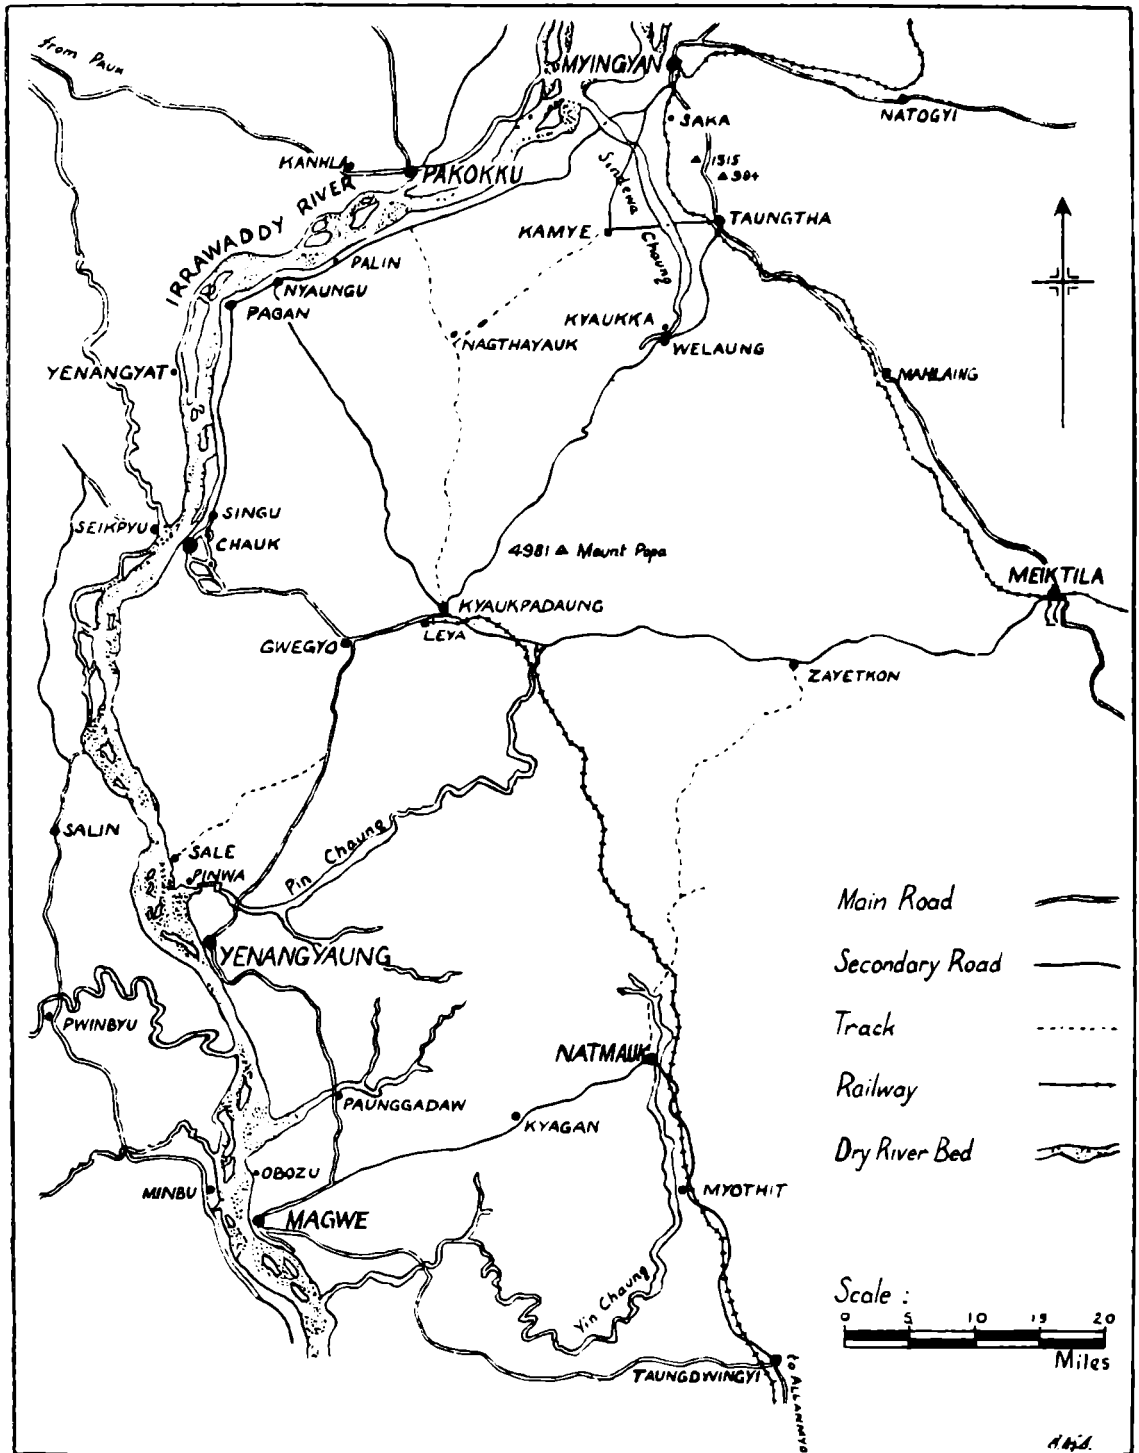 from Pauk
MYINGYAN
NATOGYI
SAKA
KANHLA
PAKOKKU
1515
984
Sindewa Chaung
TAUNGTHA
IRRAWADDY RIVER
KAMYE
PALIN
NYAUNGU
PAGAN
KYAUKKA
NAGTHAYAUK
WELAUNG
YENANGYAT
MAHLAING
SINGU
SEIKPYU
CHAUK
4981 Mount Popa
MEIKTILA
KYAUKPADAUNG
LEYA
GWEGYO
ZAYETKON
SALIN
Pin Chaung
SALE
PINWA
Main Road
YENANGYAUNG
Secondary Road
PWINBYU
Track
NATMAUK
Railway
PAUNGGADAW
KYAGAN
Dry River Bed
OBOZU
MINBU
MYOTHIT
MAGWE
Yin Chaung
Scale :
0 5 10 15 20
Miles
TAUNGDWINGYI
to ALLANMYO